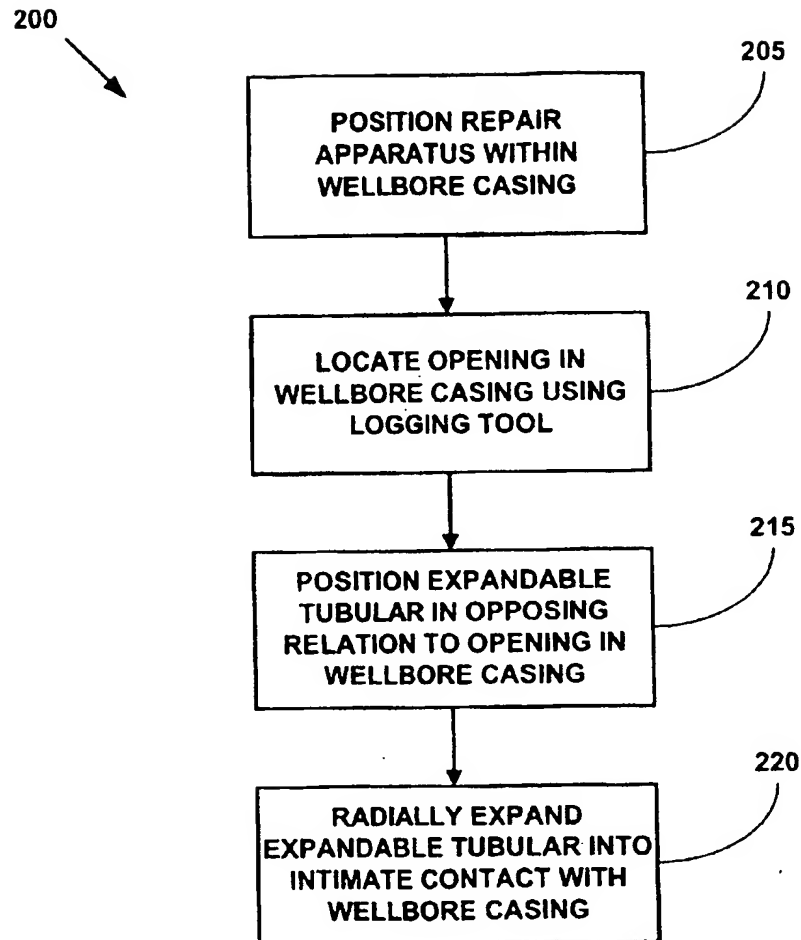 200
205
POSITION REPAIR
APPARATUS WITHIN
WELLBORE CASING
210
LOCATE OPENING IN
WELLBORE CASING USING
LOGGING TOOL
215
POSITION EXPANDABLE
TUBULAR IN OPPOSING
RELATION TO OPENING IN
WELLBORE CASING
220
RADIALLY EXPAND
EXPANDABLE TUBULAR INTO
INTIMATE CONTACT WITH
WELLBORE CASING